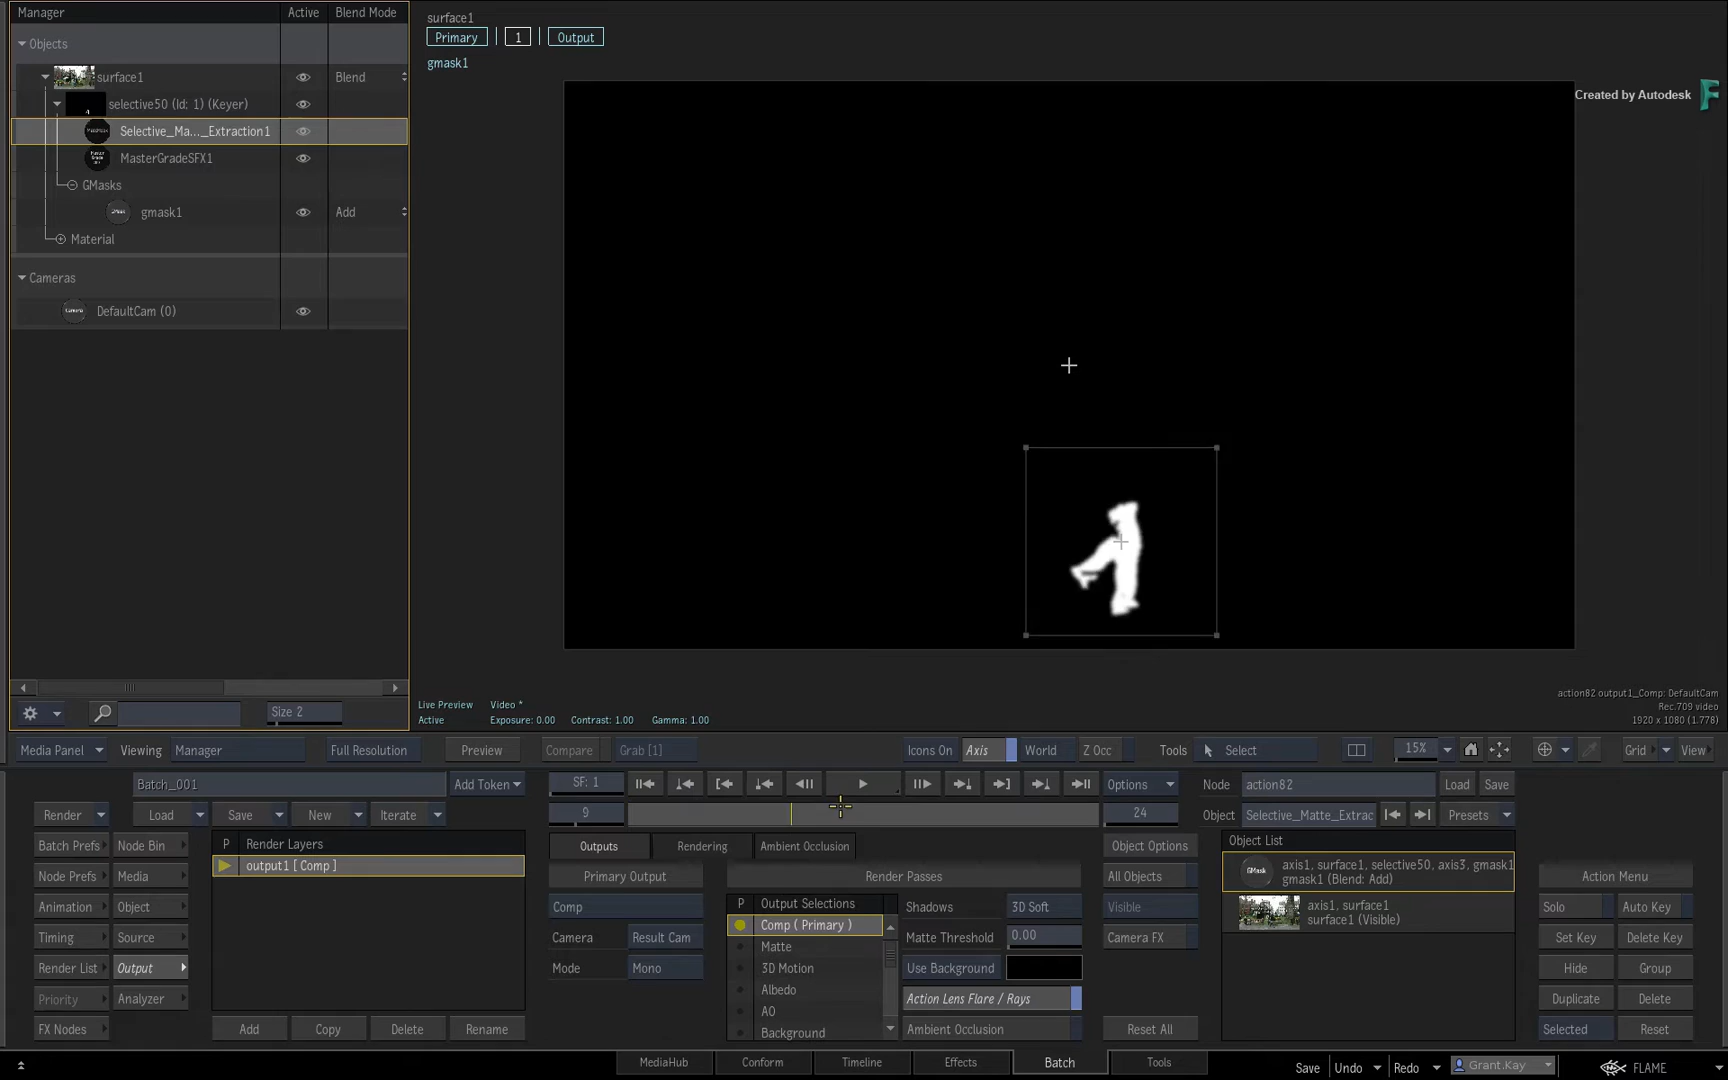 Manager Active Blend Mode
Objects
surface1 Blend
selective50 (Id: 1) (Keyer)
Selective_Ma..._Extraction1
MasterGradeSFX1
GMasks
gmask1 Add
Material
Cameras
DefaultCam (0)
Size 2
surface1
Primary 1 Output
gmask1
Created by Autodesk
action82 output1_Comp: DefaultCam
Rec.709 video
1920 x 1080 (1.778)
Live Preview Video *
Active Exposure: 0.00 Contrast: 1.00 Gamma: 1.00
Media Panel Viewing Manager Full Resolution Preview Compare Grab [1] Icons On Axis World Z Occ Tools Select 15% Grid View
Batch_001 Add Token SF: 1 Options Node action82 Load Save
Render Load Save New Iterate 9 24 Object Selective_Matte_Extrac Presets
Batch Prefs Node Bin P Render Layers Outputs Rendering Ambient Occlusion Object Options Object List
output1 [ Comp ]
Node Prefs Media Primary Output Render Passes All Objects axis1, surface1, selective50, axis3, gmask1
gmask1 (Blend: Add) Action Menu
Animation Object Comp P Output Selections Shadows 3D Soft Visible axis1, surface1
surface1 (Visible) Solo Auto Key
Comp ( Primary )
Timing Source Camera Result Cam Matte Matte Threshold 0.00 Camera FX Set Key Delete Key
Render List Output Mode Mono 3D Motion Use Background Hide Group
Priority Analyzer Albedo Action Lens Flare / Rays Duplicate Delete
AO
FX Nodes Add Copy Delete Rename Background Ambient Occlusion Reset All Selected Reset
MediaHub Conform Timeline Effects Batch Tools Save Undo Redo Grant.Kay FLAME